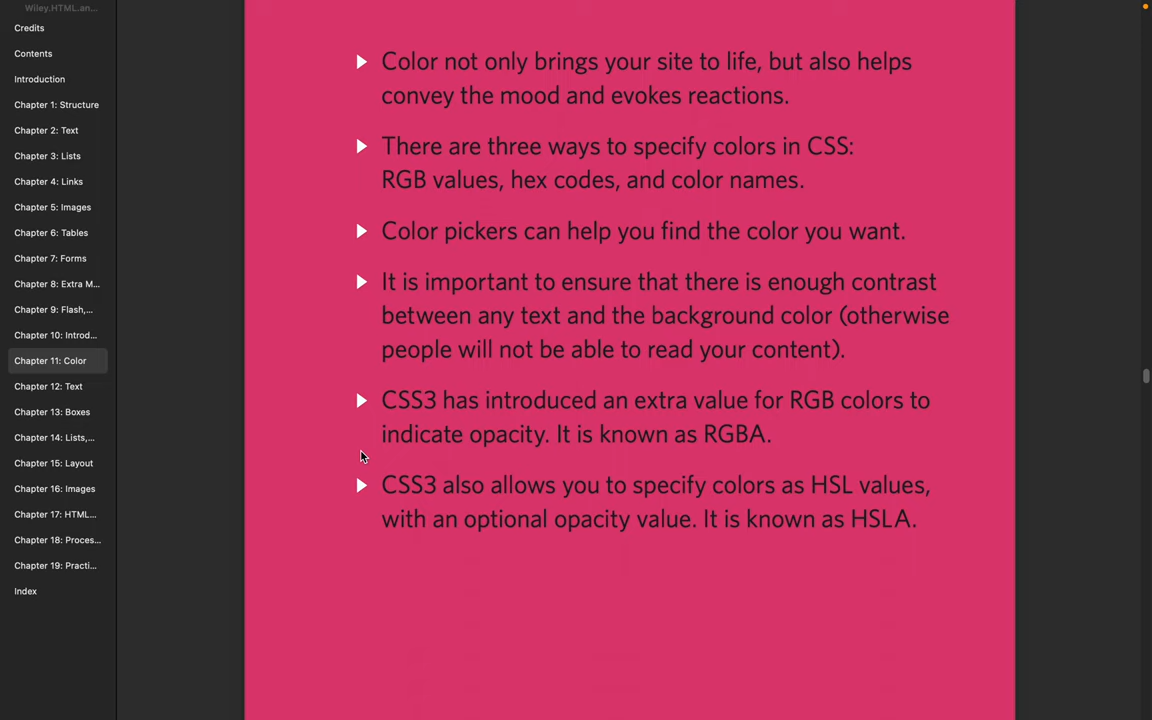 Wiley.HTML.an...
Credits
Contents
Introduction
Chapter 1: Structure
Chapter 2: Text
Chapter 3: Lists
Chapter 4: Links
Chapter 5: Images
Chapter 6: Tables
Chapter 7: Forms
Chapter 8: Extra M...
Chapter 9: Flash,...
Chapter 10: Introd...
Chapter 11: Color
Chapter 12: Text
Chapter 13: Boxes
Chapter 14: Lists,...
Chapter 15: Layout
Chapter 16: Images
Chapter 17: HTML...
Chapter 18: Proces...
Chapter 19: Practi...
Index
Color not only brings your site to life, but also helps
convey the mood and evokes reactions.
There are three ways to specify colors in CSS:
RGB values, hex codes, and color names.
Color pickers can help you find the color you want.
It is important to ensure that there is enough contrast
between any text and the background color (otherwise
people will not be able to read your content).
CSS3 has introduced an extra value for RGB colors to
indicate opacity. It is known as RGBA.
CSS3 also allows you to specify colors as HSL values,
with an optional opacity value. It is known as HSLA.